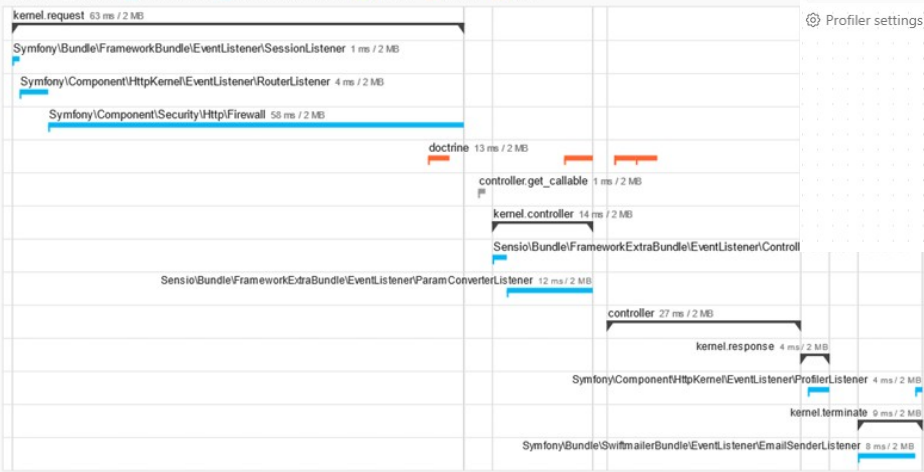 kernel.request 63 ms / 2 MB
Profiler settings
Symfony\Bundle\FrameworkBundle\EventListener\SessionListener 1 ms / 2 MB
Symfony\Component\HttpKernel\EventListener\RouterListener 4 ms / 2 MB
Symfony\Component\Security\Http\Firewall 58 ms / 2 MB
doctrine 13 ms / 2 MB
controller.get_callable 1 ms / 2 MB
kernel.controller 14 ms / 2 MB
Sensio\Bundle\FrameworkExtraBundle\EventListener\Controll
Sensio\Bundle\FrameworkExtraBundle\EventListener\ParamConverterListener 12 ms / 2 MB
controller 27 ms / 2 MB
kernel.response 4 ms / 2 MB
Symfony\Component\HttpKernel\EventListener\ProfilerListener 4 ms / 2 MB
kernel.terminate 9 ms / 2 MB
Symfony\Bundle\SwiftmailerBundle\EventListener\EmailSenderListener 8 ms / 2 MB